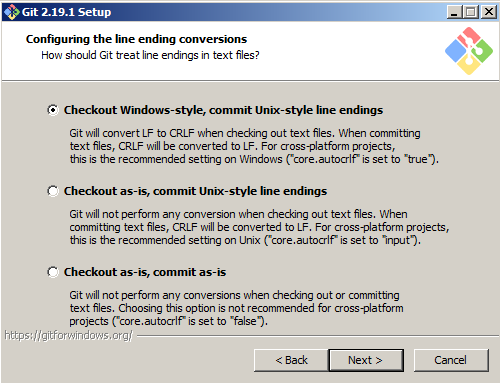 Git 2.19.1 Setup
Configuring the line ending conversions
How should Git treat line endings in text files?
Checkout Windows-style, commit Unix-style line endings
Git will convert LF to CRLF when checking out text files. When committing
text files, CRLF will be converted to LF. For cross-platform projects,
this is the recommended setting on Windows ("core.autocrlf" is set to "true").
Checkout as-is, commit Unix-style line endings
Git will not perform any conversion when checking out text files. When
committing text files, CRLF will be converted to LF. For cross-platform projects,
this is the recommended setting on Unix ("core.autocrlf" is set to "input").
Checkout as-is, commit as-is
Git will not perform any conversions when checking out or committing
text files. Choosing this option is not recommended for cross-platform
projects ("core.autocrlf" is set to "false").
https://gitforwindows.org/
< Back
Next >
Cancel